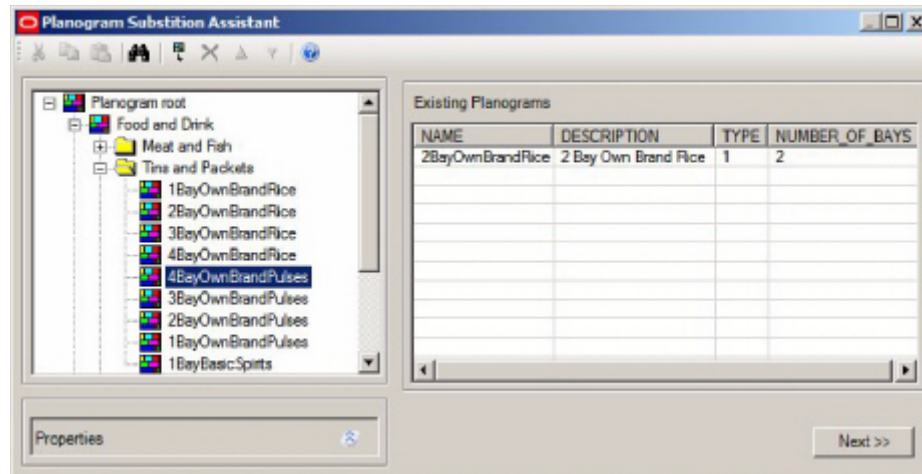 Planogram Substition Assistant
Planogram root
Food and Drink
Meat and Fish
Tins and Packets
1BayOwnBrandRice
2BayOwnBrandRice
3BayOwnBrandRice
4BayOwnBrandRice
4BayOwnBrandPulses
3BayOwnBrandPulses
2BayOwnBrandPulses
1BayOwnBrandPulses
1BayBasicSpirits
Properties
Existing Planograms
NAME DESCRIPTION TYPE NUMBER_OF_BAYS
2BayOwnBrandRice 2 Bay Own Brand Rice 1 2
Next >>